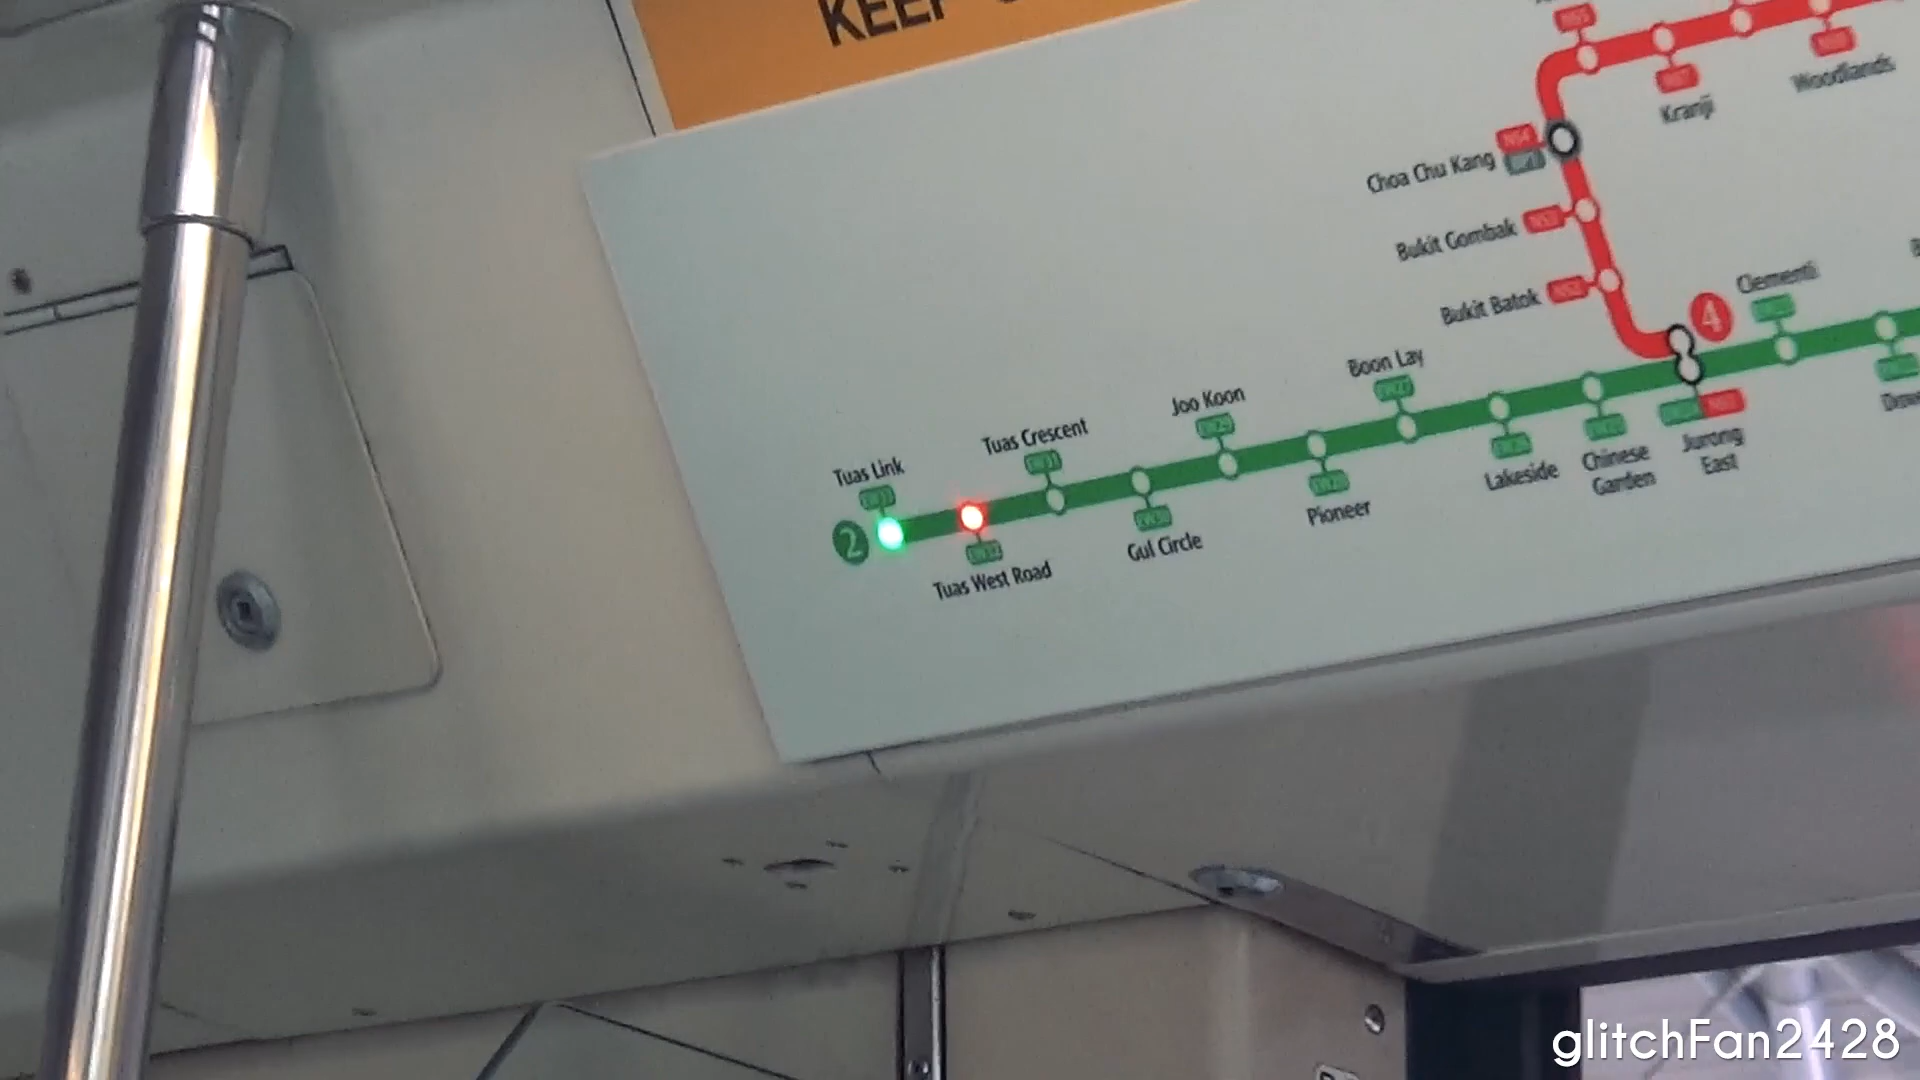 KEEP
Woodlands
Kranji
NS4
Choa Chu Kang
Bukit Gombak
Bukit Batok
4
Clementi
Boon Lay
Joo Koon
Tuas Crescent
Tuas Link
2
Tuas West Road
Gul Circle
Pioneer
Lakeside
Chinese
Garden
Jurong
East
glitchFan2428